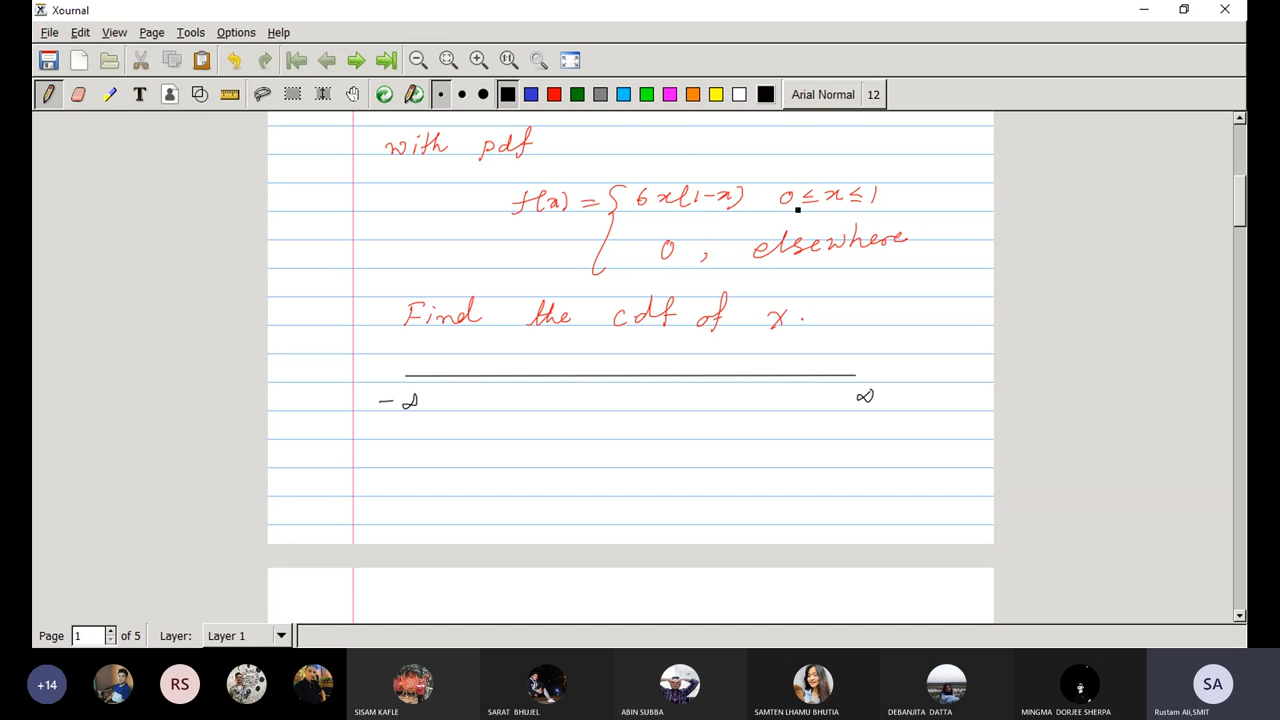 Xournal
File Edit View Page Tools Options Help
Arial Normal 12
with pdf
f(x) = { 6x(1-x) 0 ≤ x ≤ 1
0 , elsewhere
Find the cdf of x.
- ∞ ∞
Page 1 of 5 Layer: Layer 1
+14 RS SA
SISAM KAFLE SARAT BHUJEL ABIN SUBBA SAMTEN LHAMU BHUTIA DEBANJITA DATTA MINGMA DORJEE SHERPA Rustam Ali,SMIT